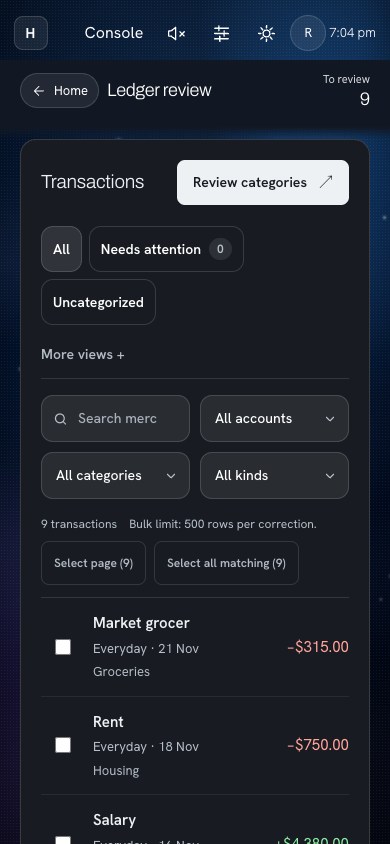 H Console R 7:04 pm
← Home Ledger review To review
9
Transactions Review categories ↗
All Needs attention 0
Uncategorized
More views +
Search merc All accounts
All categories All kinds
9 transactions Bulk limit: 500 rows per correction.
Select page (9) Select all matching (9)
Market grocer
Everyday · 21 Nov −$315.00
Groceries
Rent
Everyday · 18 Nov −$750.00
Housing
Salary